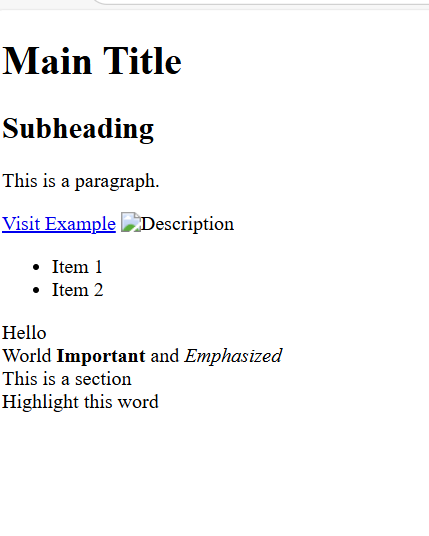 Main Title
Subheading
This is a paragraph.
Visit Example Description
Item 1
Item 2
Hello
World Important and Emphasized
This is a section
Highlight this word